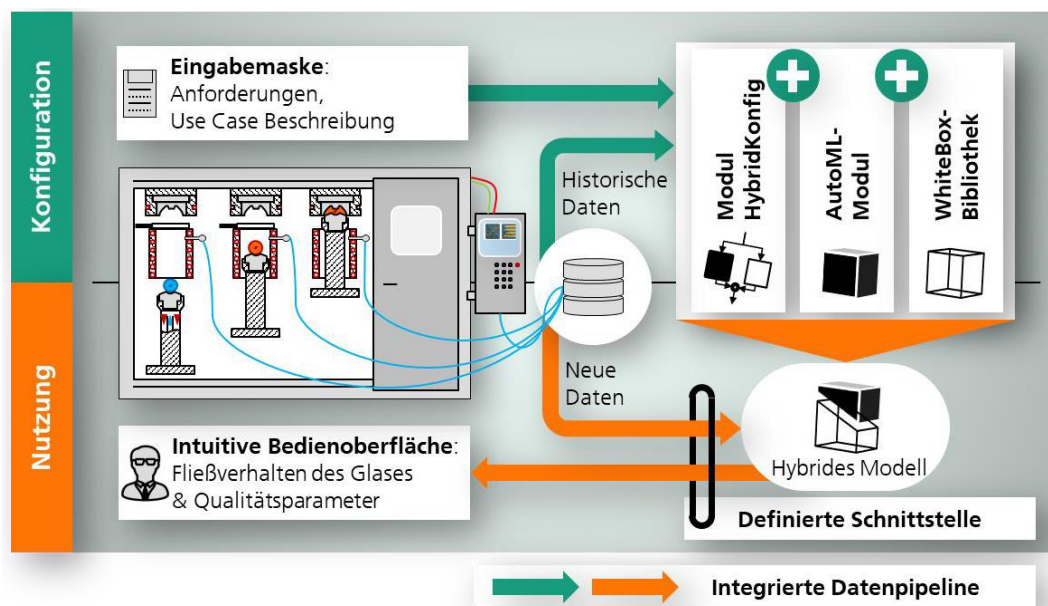 Konfiguration
Eingabemaske:
Anforderungen,
Use Case Beschreibung
Historische
Daten
Modul
HybridKonfig
AutoML-
Modul
WhiteBox-
Bibliothek
Nutzung
Neue
Daten
Intuitive Bedienoberfläche:
Fließverhalten des Glases
& Qualitätsparameter
Hybrides Modell
Definierte Schnittstelle
Integrierte Datenpipeline